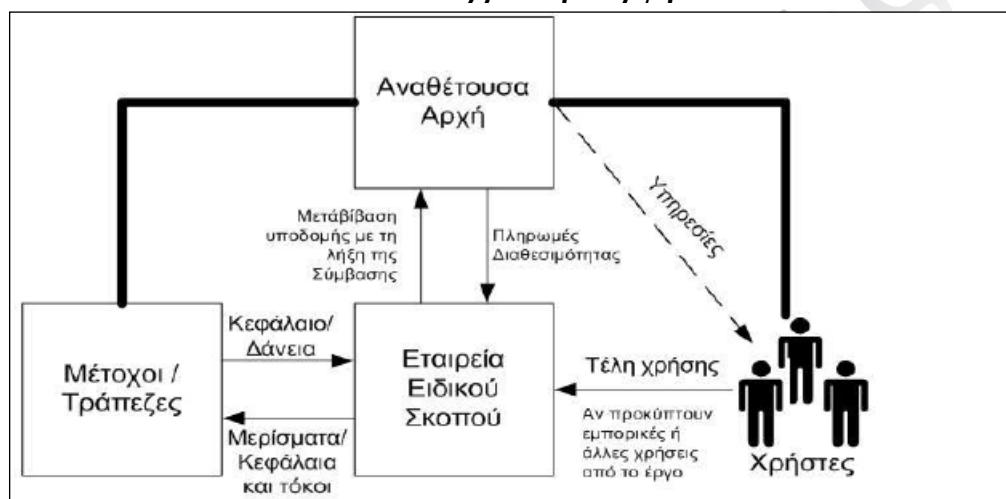 Αναθέτουσα
Αρχή
Μετάβίβαση
υποδομής με τη
λήξη της
Σύμβασης
Πληρωμές
Διαθεσιμότητας
Υπηρεσίες
Μέτοχοι /
Τράπεζες
Κεφάλαιο/
Δάνεια
Μερίσματα/
Κεφάλαια
και τόκοι
Εταιρεία
Ειδικού
Σκοπού
Τέλη χρήσης
Αν προκύπτουν
εμπορικές ή
άλλες χρήσεις
από το έργο
Χρήστες